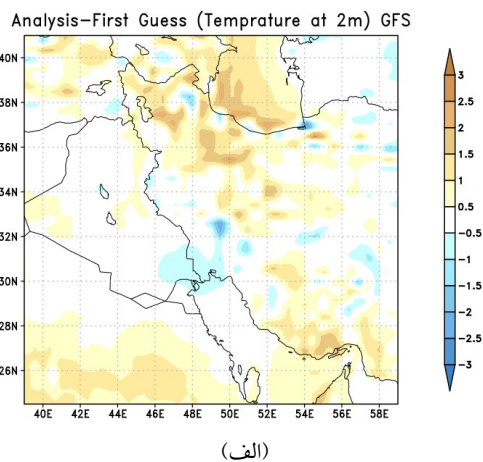 Analysis−First Guess (Temprature at 2m) GFS
40N
38N
36N
34N
32N
30N
28N
26N
40E 42E 44E 46E 48E 50E 52E 54E 56E 58E
3
2.5
2
1.5
1
0.5
−0.5
−1
−1.5
−2
−2.5
−3
(الف)